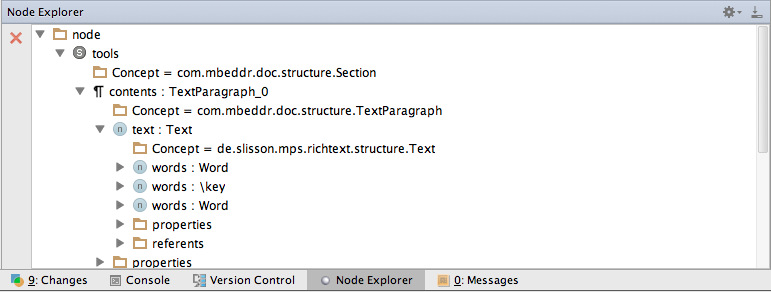 Node Explorer
node
S tools
Concept = com.mbeddr.doc.structure.Section
¶ contents : TextParagraph_0
Concept = com.mbeddr.doc.structure.TextParagraph
n text : Text
Concept = de.slisson.mps.richtext.structure.Text
n words : Word
n words : \key
n words : Word
properties
referents
properties
9: Changes Console Version Control Node Explorer 0: Messages